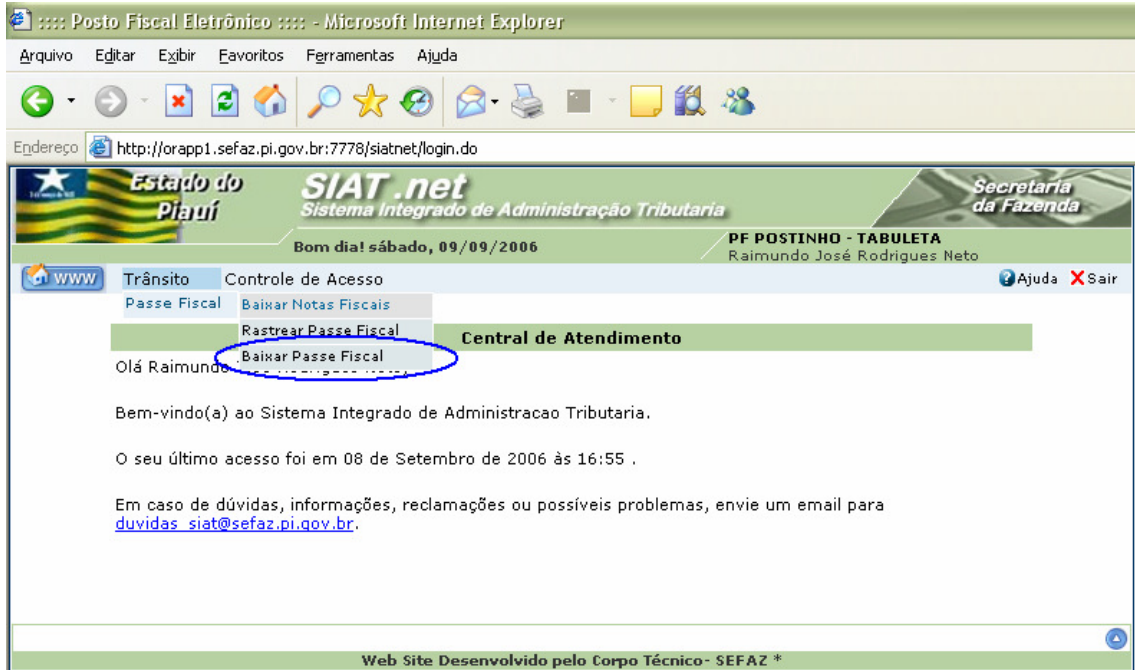 :::: Posto Fiscal Eletrônico :::: - Microsoft Internet Explorer
Arquivo Editar Exibir Favoritos Ferramentas Ajuda
Endereço http://orapp1.sefaz.pi.gov.br:7778/siatnet/login.do
Estado do Piauí
SIAT .net
Sistema Integrado de Administração Tributaria
Secretaria da Fazenda
Bom dia! sábado, 09/09/2006
PF POSTINHO - TABULETA
Raimundo José Rodrigues Neto
www Trânsito Controle de Acesso Ajuda Sair
Passe Fiscal Baixar Notas Fiscais
Rastrear Passe Fiscal
Central de Atendimento
Baixar Passe Fiscal
Olá Raimundo
Bem-vindo(a) ao Sistema Integrado de Administracao Tributaria.
O seu último acesso foi em 08 de Setembro de 2006 às 16:55 .
Em caso de dúvidas, informações, reclamações ou possíveis problemas, envie um email para
duvidas_siat@sefaz.pi.gov.br.
Web Site Desenvolvido pelo Corpo Técnico- SEFAZ *